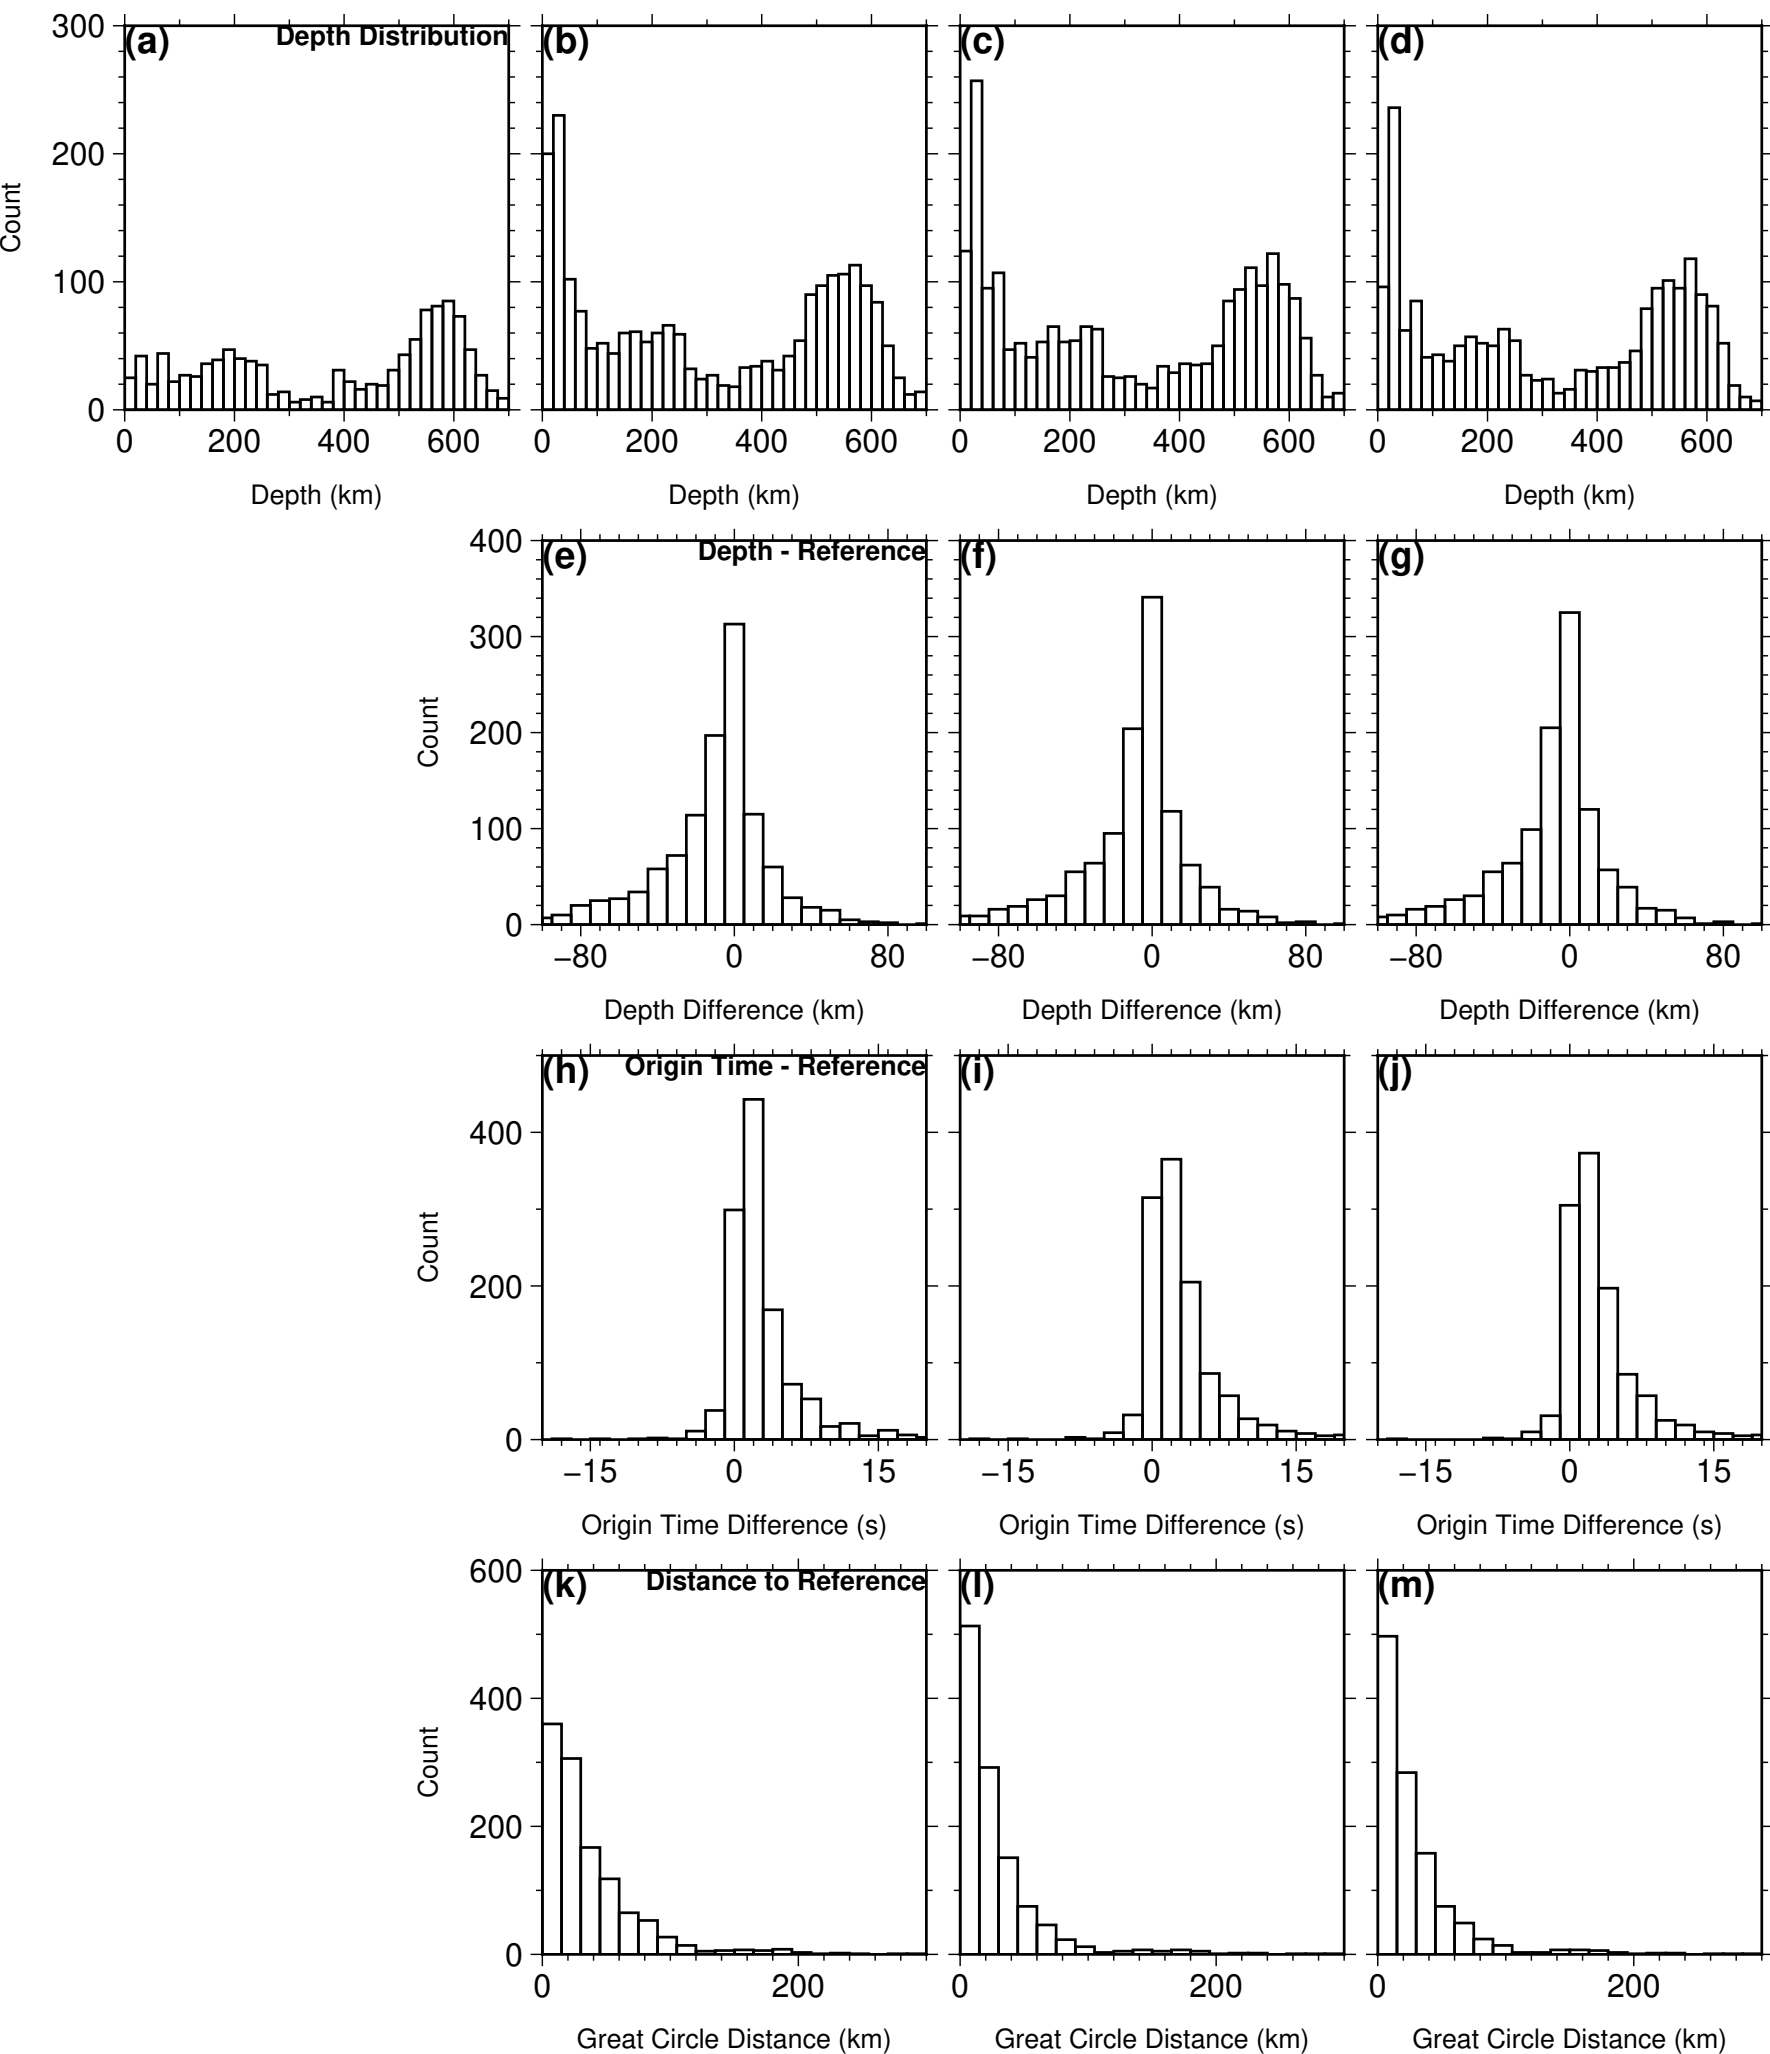 300
200
100
0
Count
(a)
Depth Distribution
(b)
(c)
(d)
0 200 400 600
0 200 400 600
0 200 400 600
0 200 400 600
Depth (km)
Depth (km)
Depth (km)
Depth (km)
400
300
200
100
0
Count
(e)
Depth - Reference
(f)
(g)
−80 0 80
−80 0 80
−80 0 80
Depth Difference (km)
Depth Difference (km)
Depth Difference (km)
400
200
0
Count
(h)
Origin Time - Reference
(i)
(j)
−15 0 15
−15 0 15
−15 0 15
Origin Time Difference (s)
Origin Time Difference (s)
Origin Time Difference (s)
600
400
200
0
Count
(k)
Distance to Reference
(l)
(m)
0 200
0 200
0 200
Great Circle Distance (km)
Great Circle Distance (km)
Great Circle Distance (km)